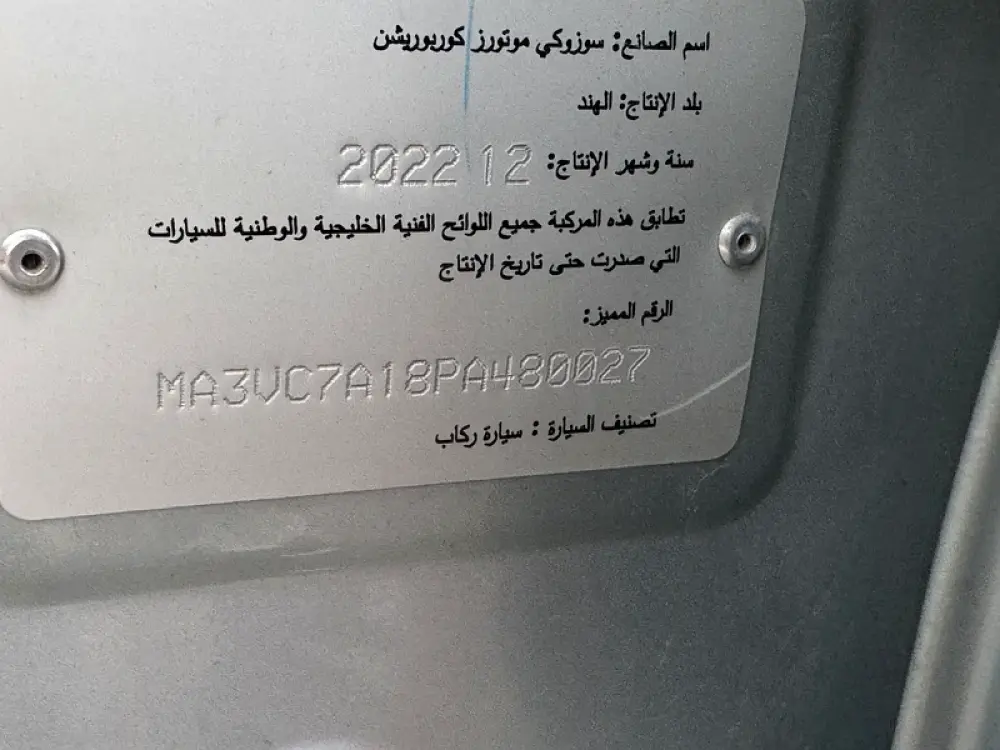 اسم الصانع: سوزوكي موتورز كوربوريشن
بلد الإنتاج: الهند
سنة وشهر الإنتاج: 2022 12
تطابق هذه المركبة جميع اللوائح الفنية الخليجية والوطنية للسيارات
التي صدرت حتى تاريخ الإنتاج
الرقم المميز:
MA3VC7A18PA480027
تصنيف السيارة : سيارة ركاب